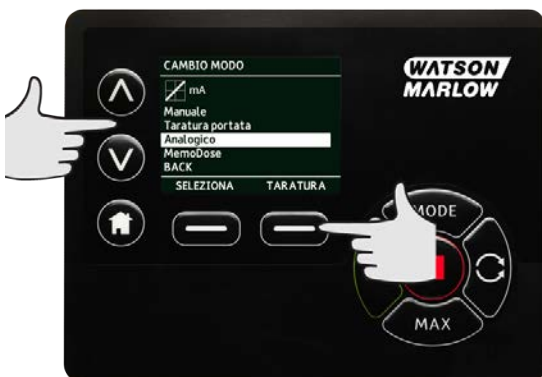 CAMBIO MODO
mA
Manuale
Taratura portata
Analogico
MemoDose
BACK
SELEZIONA TARATURA
WATSON
MARLOW
MODE
MAX